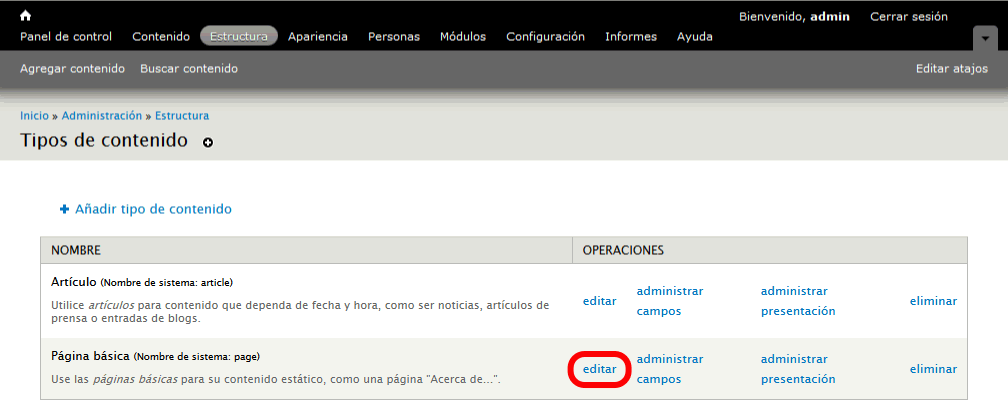 Bienvenido, admin Cerrar sesión
Panel de control Contenido Estructura Apariencia Personas Módulos Configuración Informes Ayuda
Agregar contenido Buscar contenido Editar atajos
Inicio » Administración » Estructura
Tipos de contenido
Añadir tipo de contenido
NOMBRE OPERACIONES
Artículo (Nombre de sistema: article)
Utilice artículos para contenido que dependa de fecha y hora, como ser noticias, artículos de
prensa o entradas de blogs.
editar
administrar
campos
administrar
presentación
eliminar
Página básica (Nombre de sistema: page)
Use las páginas básicas para su contenido estático, como una página "Acerca de...".
editar
administrar
campos
administrar
presentación
eliminar